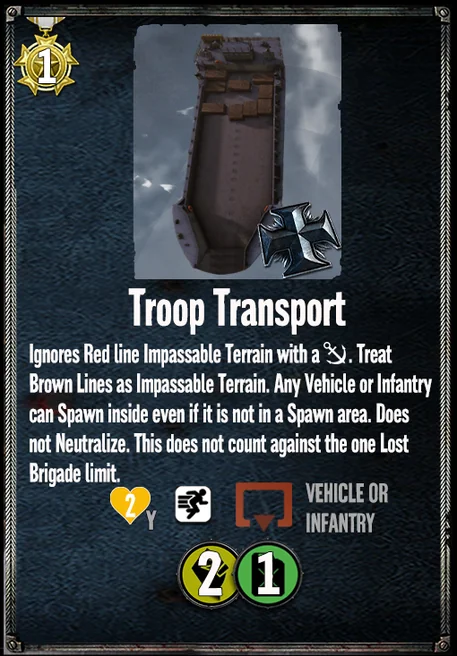 1
Troop Transport
Ignores Red line Impassable Terrain with a . Treat
Brown Lines as Impassable Terrain. Any Vehicle or Infantry
can Spawn inside even if it is not in a Spawn area. Does
not Neutralize. This does not count against the one Lost
Brigade limit.
2 Y VEHICLE OR
INFANTRY
2 1